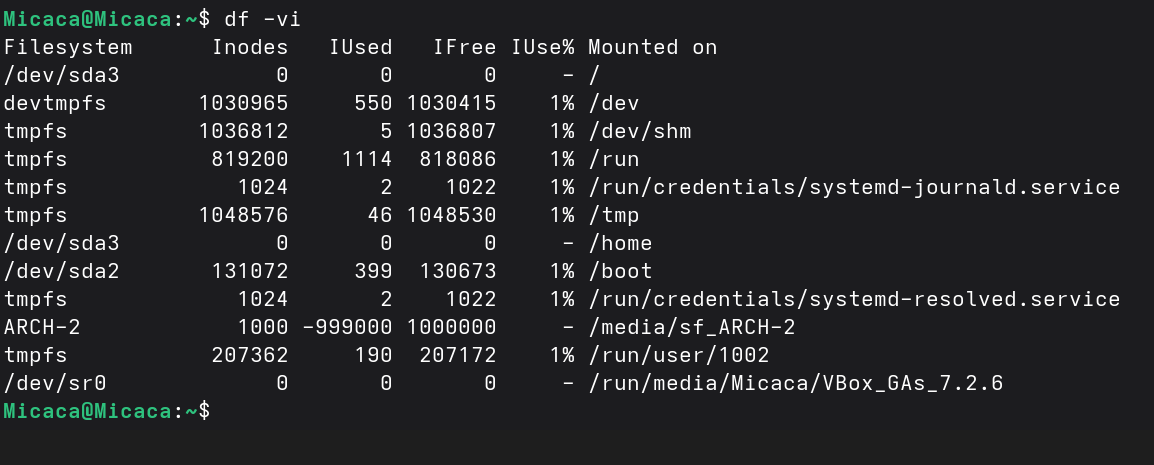 Micaca@Micaca:~$ df -vi
Filesystem      Inodes   IUsed   IFree IUse% Mounted on
/dev/sda3            0       0       0     - /
devtmpfs       1030965     550 1030415    1% /dev
tmpfs          1036812       5 1036807    1% /dev/shm
tmpfs           819200    1114  818086    1% /run
tmpfs             1024       2    1022    1% /run/credentials/systemd-journald.service
tmpfs          1048576      46 1048530    1% /tmp
/dev/sda3            0       0       0     - /home
/dev/sda2       131072     399  130673    1% /boot
tmpfs             1024       2    1022    1% /run/credentials/systemd-resolved.service
ARCH-2            1000 -999000 1000000     - /media/sf_ARCH-2
tmpfs           207362     190  207172    1% /run/user/1002
/dev/sr0             0       0       0     - /run/media/Micaca/VBox_GAs_7.2.6
Micaca@Micaca:~$